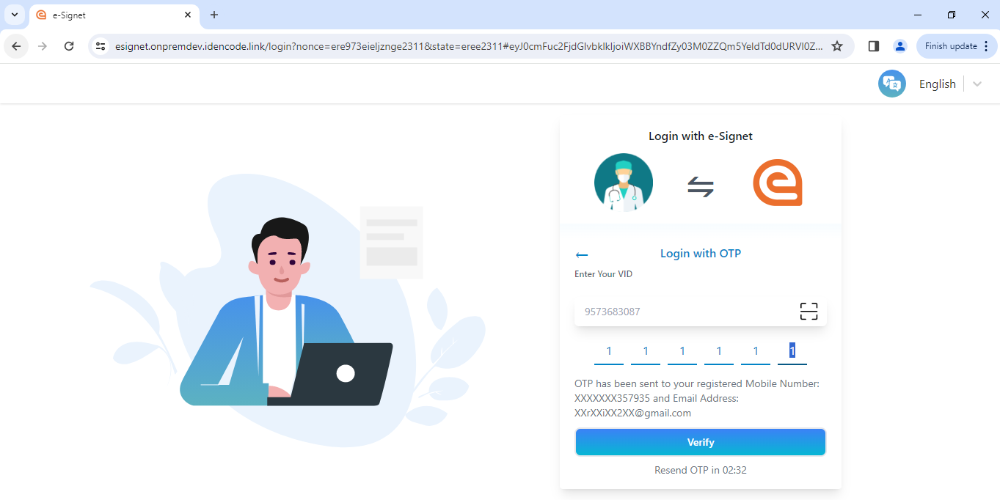 e-Signet
esignet.onpremdev.idencode.link/login?nonce=ere973eieljznge2311&state=eree2311#eyJ0cmFuc2FjdGlvbklkIjoiWXBBYndfZy03M0ZZQm5YeldTd0dURVl0Z...
Finish update
English
Login with e-Signet
Login with OTP
Enter Your VID
9573683087
1 1 1 1 1 1
OTP has been sent to your registered Mobile Number:
XXXXXXX357935 and Email Address:
XXrXXiXX2XX@gmail.com
Verify
Resend OTP in 02:32